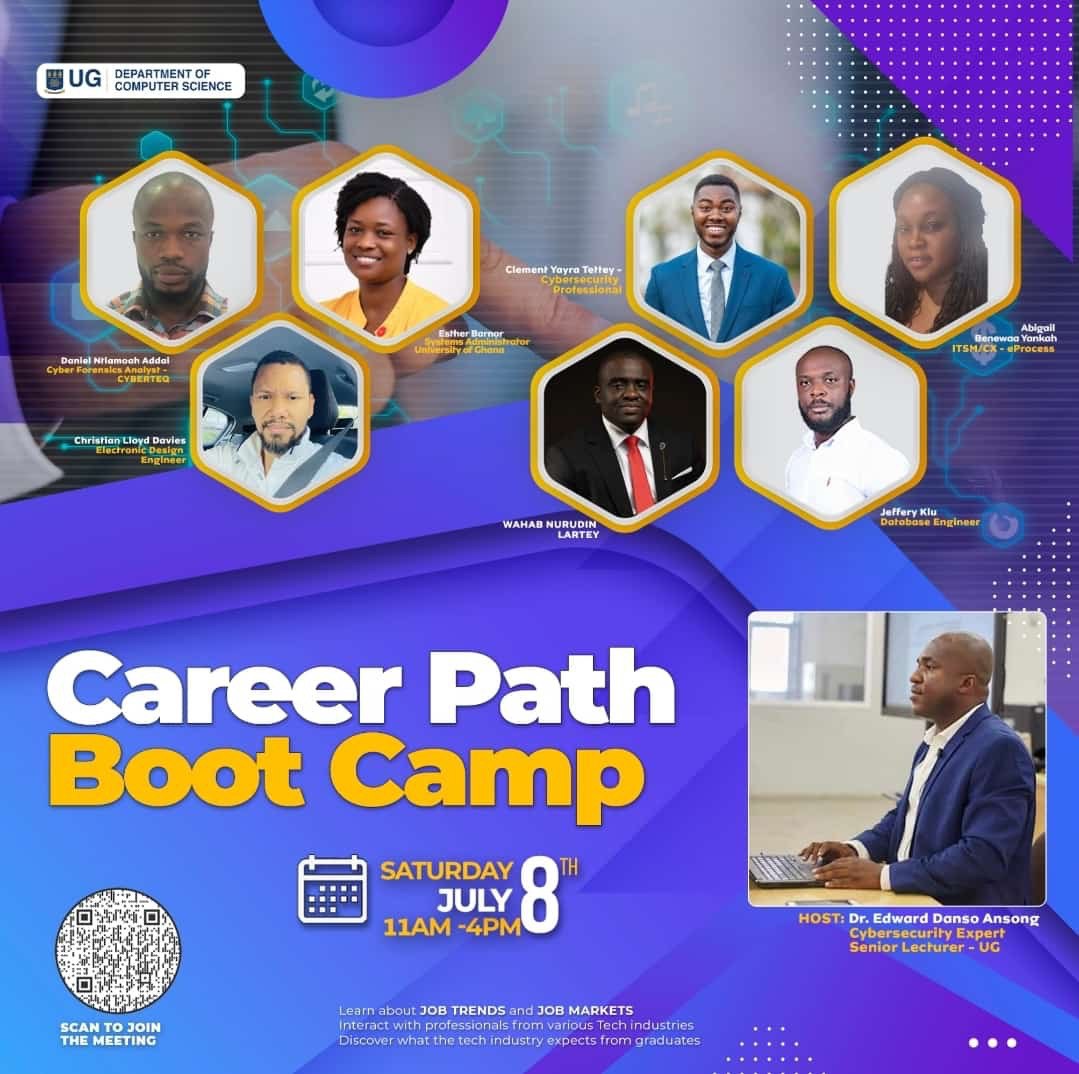 UG
DEPARTMENT OF
COMPUTER SCIENCE
Daniel Ntiamoah Addai
Cyber Forensics Analyst -
CYBERTEQ
Esther Barnor
Systems Administrator
University of Ghana
Clement Yayra Tettey -
Cybersecurity
Professional
Abigail
Benewaa Yankah
ITSM/CX - eProcess
Christian Lloyd Davies
Electronic Design
Engineer
WAHAB NURUDIN
LARTEY
Jeffery Klu
Database Engineer
Career Path
Boot Camp
SATURDAY
JULY 8TH
11AM -4PM
HOST: Dr. Edward Danso Ansong
Cybersecurity Expert
Senior Lecturer - UG
SCAN TO JOIN
THE MEETING
Learn about JOB TRENDS and JOB MARKETS
Interact with professionals from various Tech industries
Discover what the tech industry expects from graduates